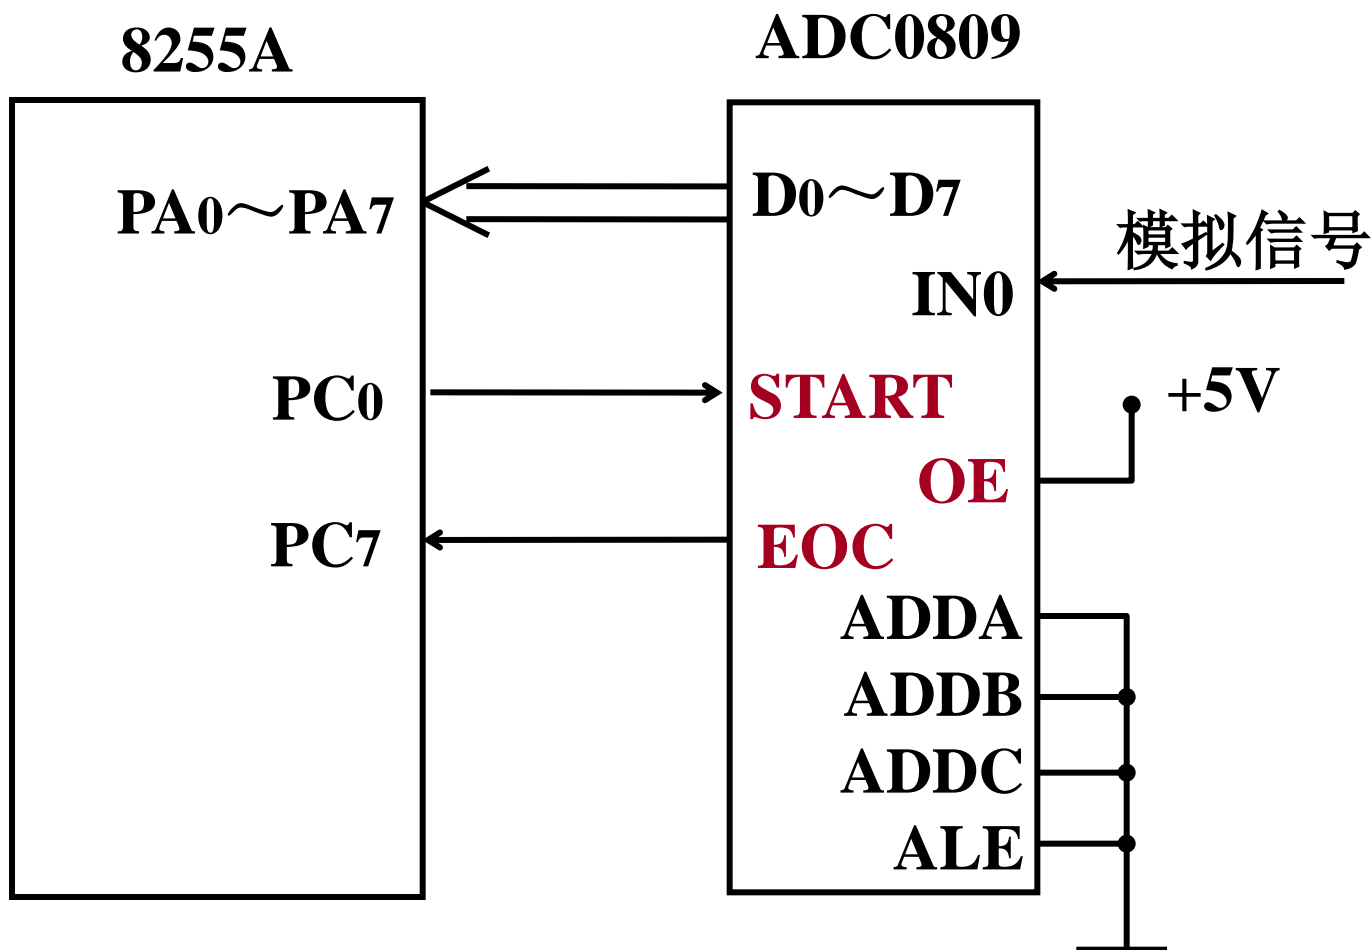 8255A
ADC0809
PA0～PA7
D0～D7
模拟信号
IN0
PC0
START
+5V
OE
PC7
EOC
ADDA
ADDB
ADDC
ALE